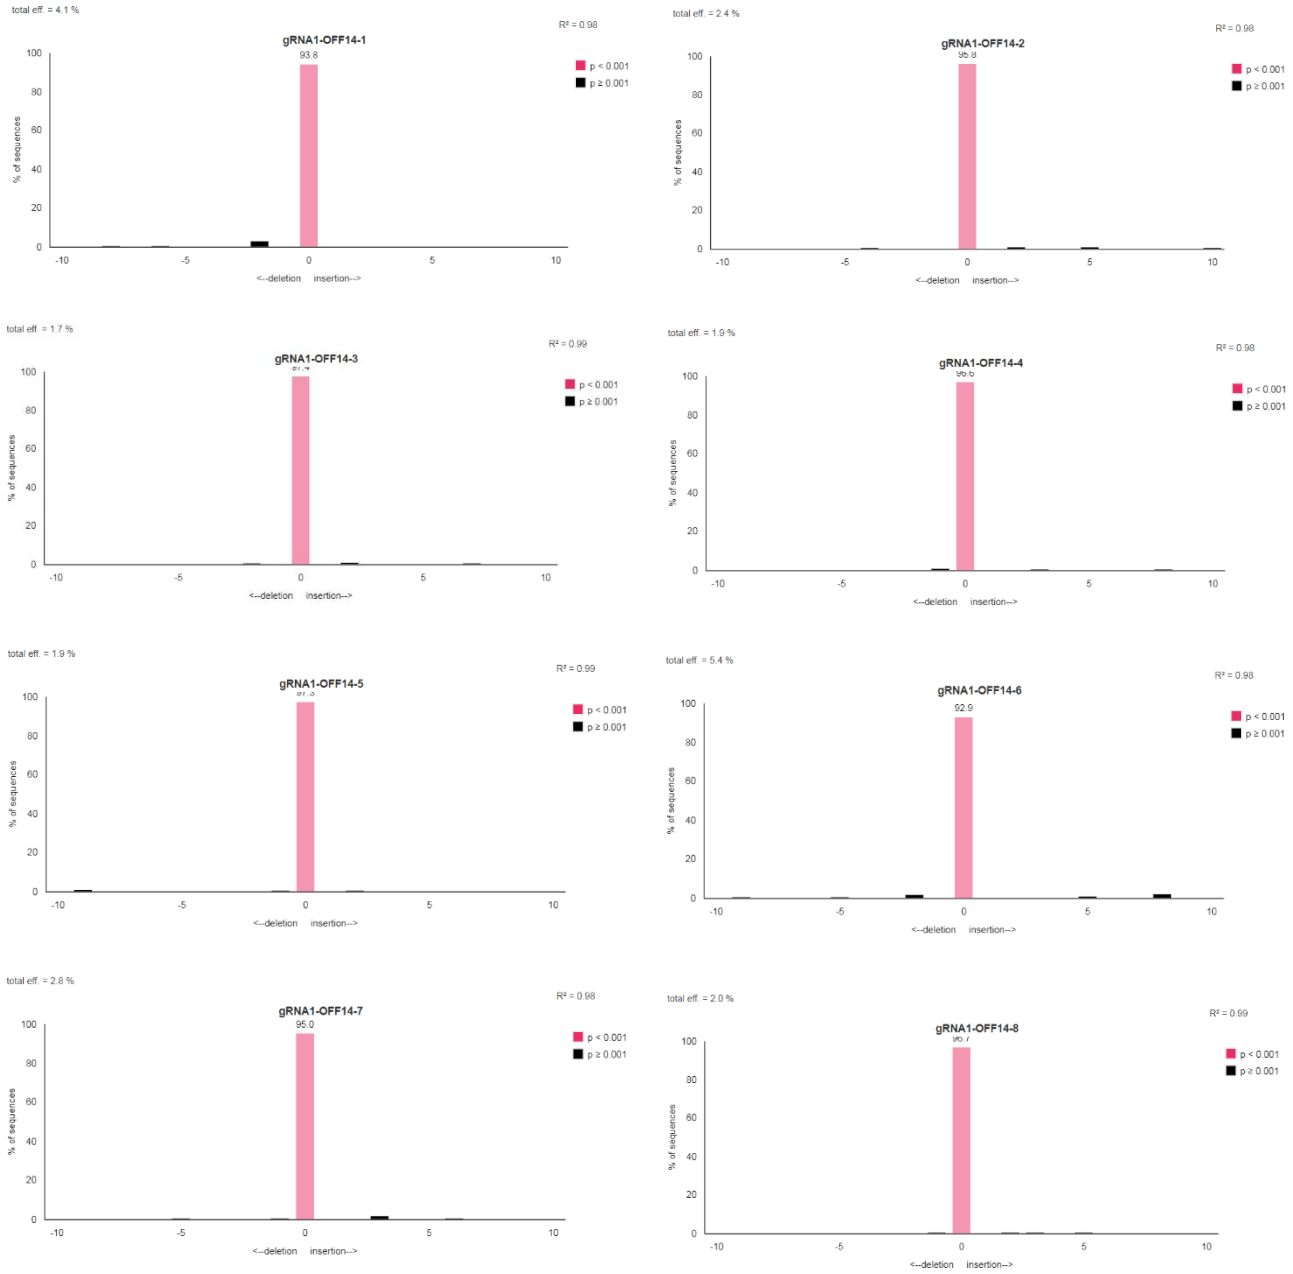 total eff. = 4.1 %
R² = 0.98
gRNA1-OFF14-1
93.8
p < 0.001
p ≥ 0.001
% of sequences
100
80
60
40
20
0
-10 -5 0 5 10
<--deletion insertion-->
total eff. = 2.4 %
R² = 0.98
gRNA1-OFF14-2
95.8
p < 0.001
p ≥ 0.001
% of sequences
100
80
60
40
20
0
-10 -5 0 5 10
<--deletion insertion-->
total eff. = 1.7 %
R² = 0.99
gRNA1-OFF14-3
p < 0.001
p ≥ 0.001
% of sequences
100
80
60
40
20
0
-10 -5 0 5 10
<--deletion insertion-->
total eff. = 1.9 %
R² = 0.98
gRNA1-OFF14-4
96.6
p < 0.001
p ≥ 0.001
% of sequences
100
80
60
40
20
0
-10 -5 0 5 10
<--deletion insertion-->
total eff. = 1.9 %
R² = 0.99
gRNA1-OFF14-5
p < 0.001
p ≥ 0.001
% of sequences
100
80
60
40
20
0
-10 -5 0 5 10
<--deletion insertion-->
total eff. = 5.4 %
R² = 0.98
gRNA1-OFF14-6
92.9
p < 0.001
p ≥ 0.001
% of sequences
100
80
60
40
20
0
-10 -5 0 5 10
<--deletion insertion-->
total eff. = 2.8 %
R² = 0.98
gRNA1-OFF14-7
95.0
p < 0.001
p ≥ 0.001
% of sequences
100
80
60
40
20
0
-10 -5 0 5 10
<--deletion insertion-->
total eff. = 2.0 %
R² = 0.99
gRNA1-OFF14-8
96.7
p < 0.001
p ≥ 0.001
% of sequences
100
80
60
40
20
0
-10 -5 0 5 10
<--deletion insertion-->